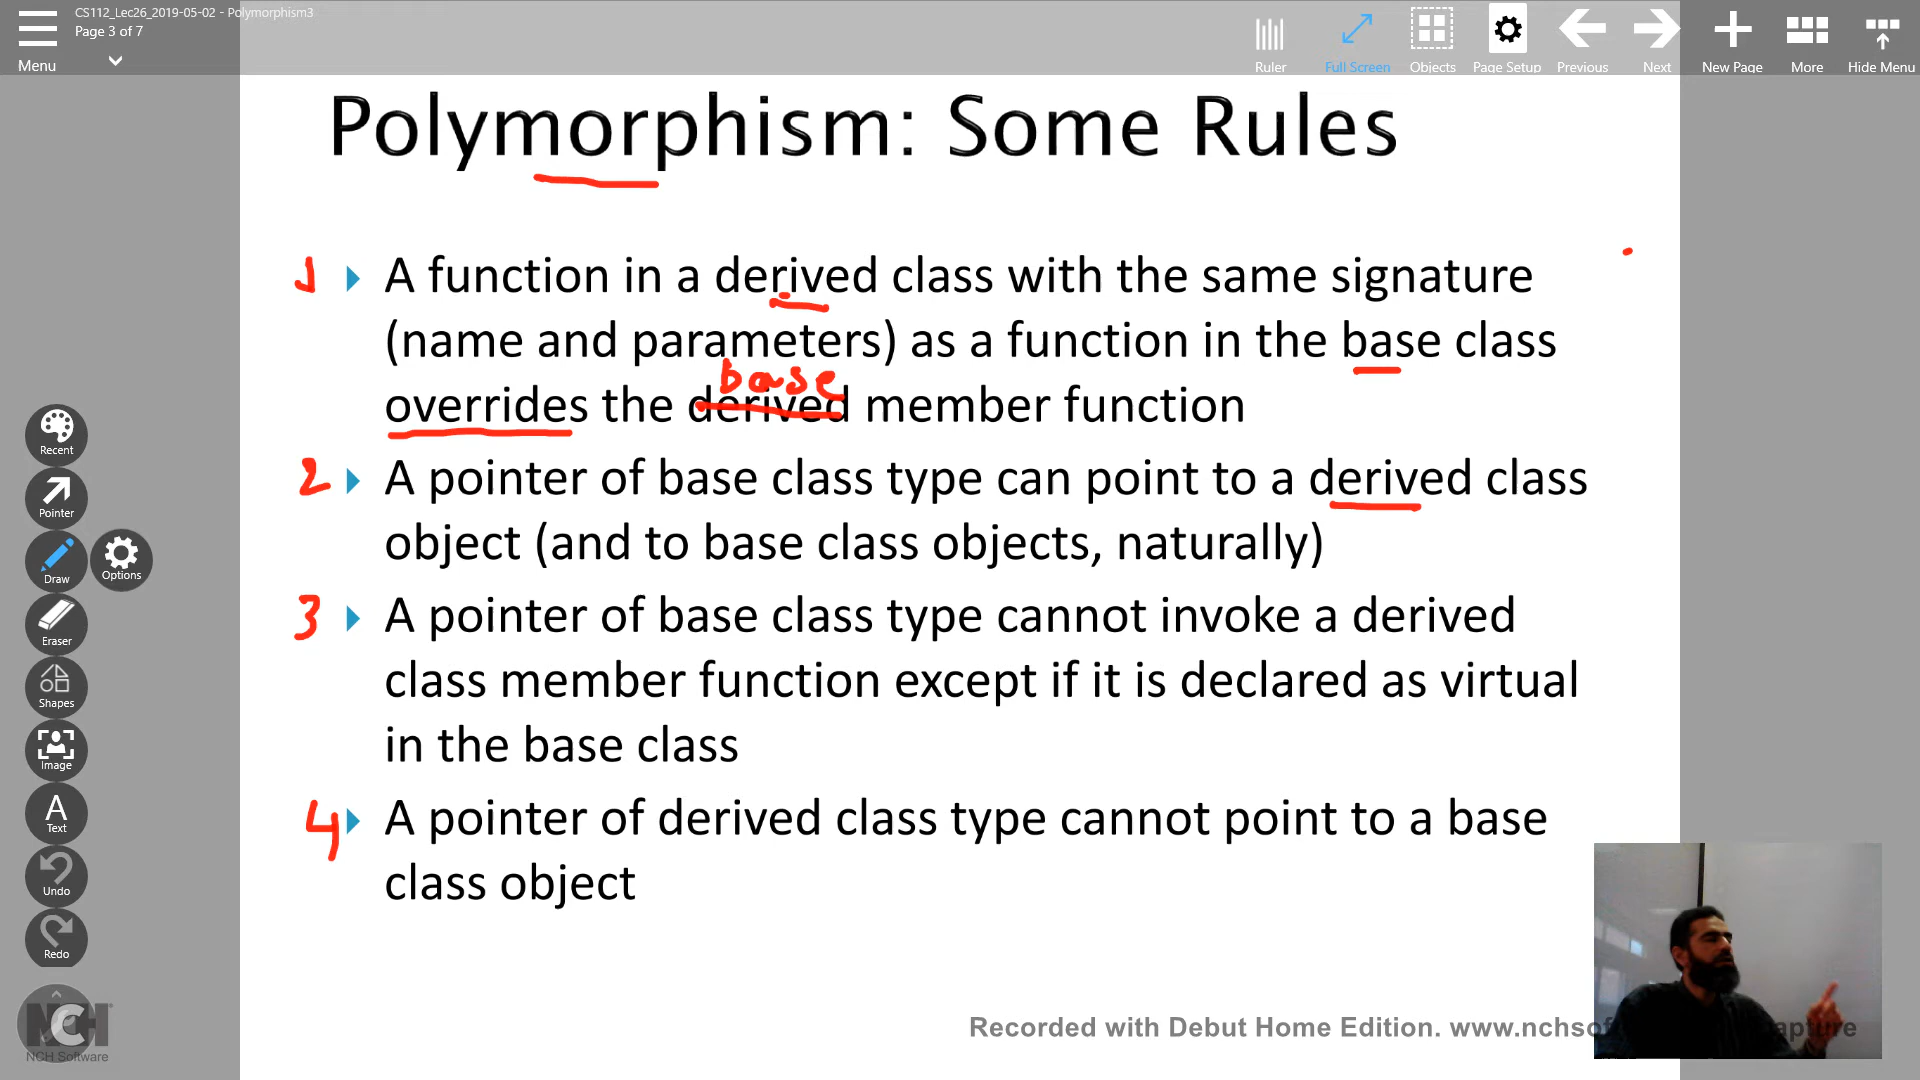 CS112_Lec26_2019-05-02 - Polymorphism3
Page 3 of 7
Menu
Ruler
Full Screen
Objects
Page Setup
Previous
Next
New Page
More
Hide Menu
Polymorphism: Some Rules
1 A function in a derived class with the same signature
(name and parameters) as a function in the base class
base
overrides the derived member function
2 A pointer of base class type can point to a derived class
object (and to base class objects, naturally)
3 A pointer of base class type cannot invoke a derived
class member function except if it is declared as virtual
in the base class
4 A pointer of derived class type cannot point to a base
class object
Recent
Pointer
Draw
Options
Eraser
Shapes
Image
A
Text
Undo
Redo
NCH
NCH Software
Recorded with Debut Home Edition. www.nchsof apture